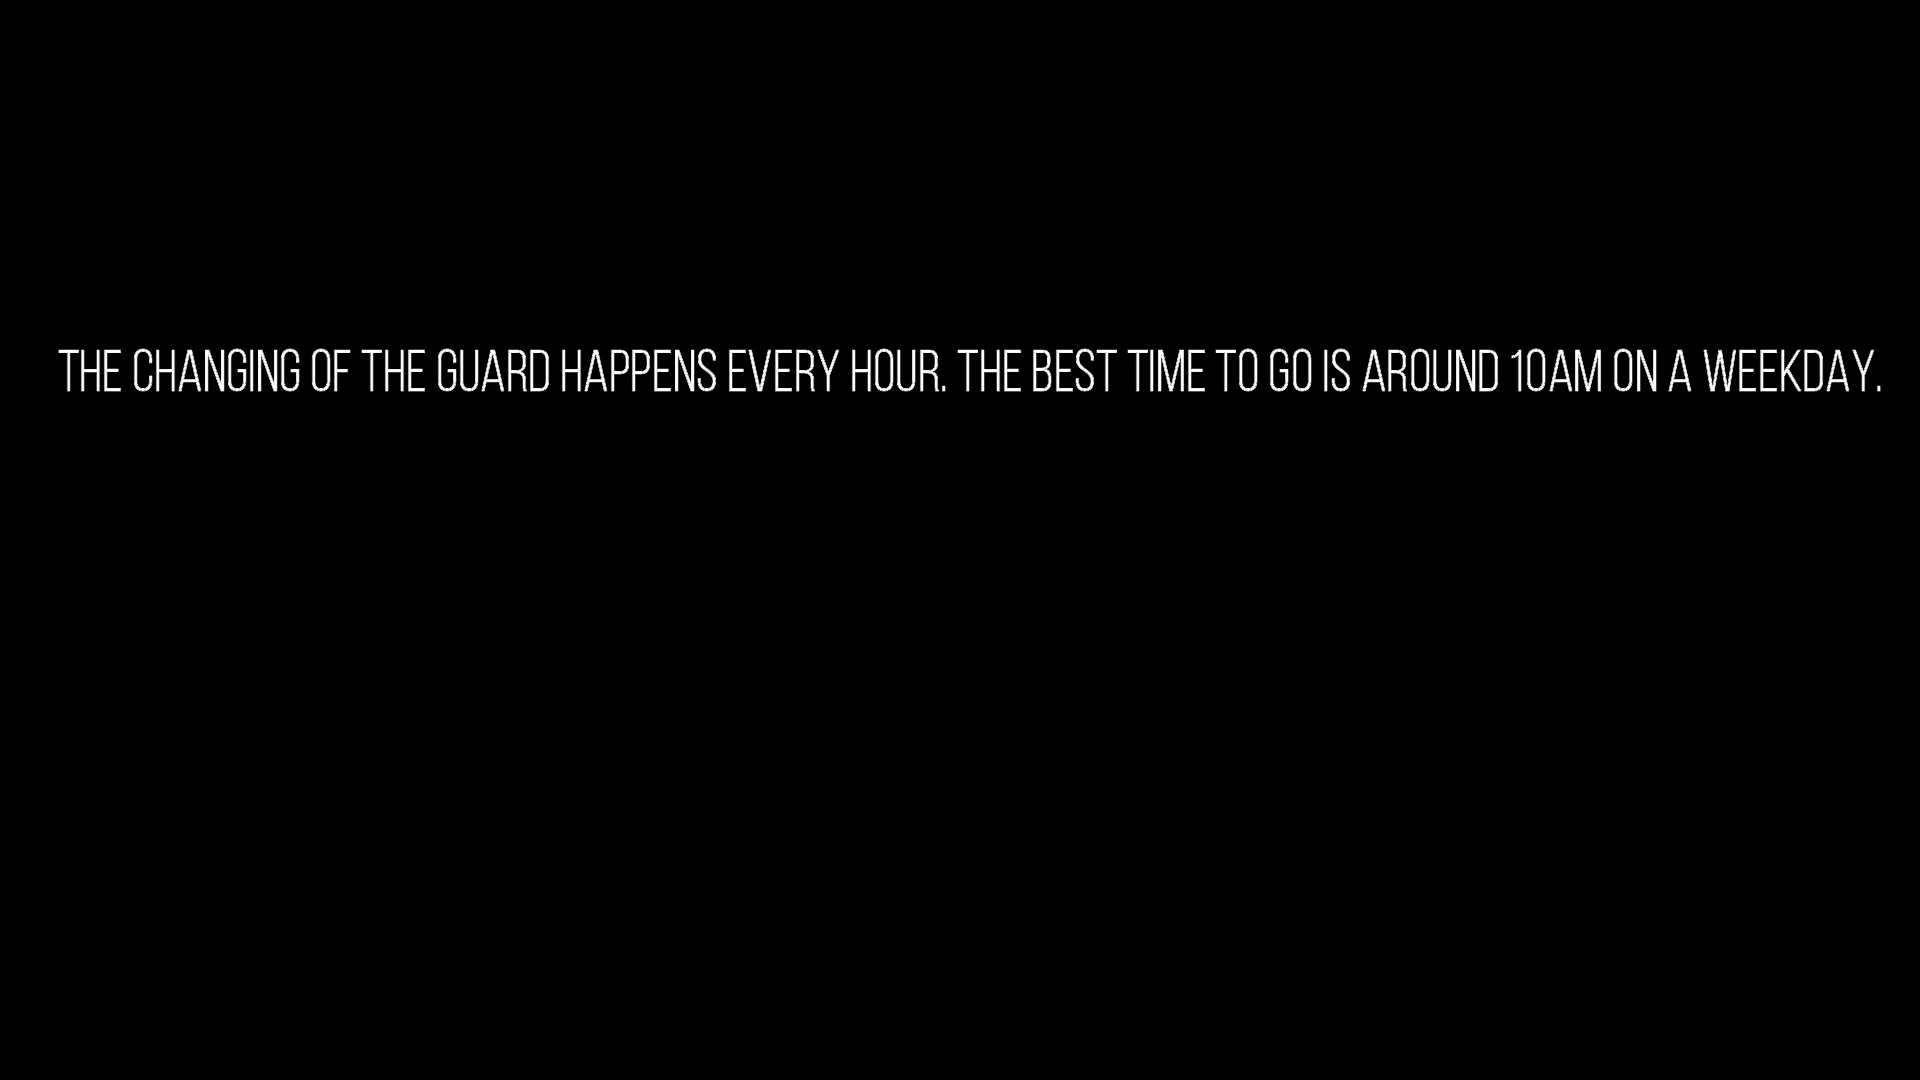 THE CHANGING OF THE GUARD HAPPENS EVERY HOUR. THE BEST TIME TO GO IS AROUND 10AM ON A WEEKDAY.